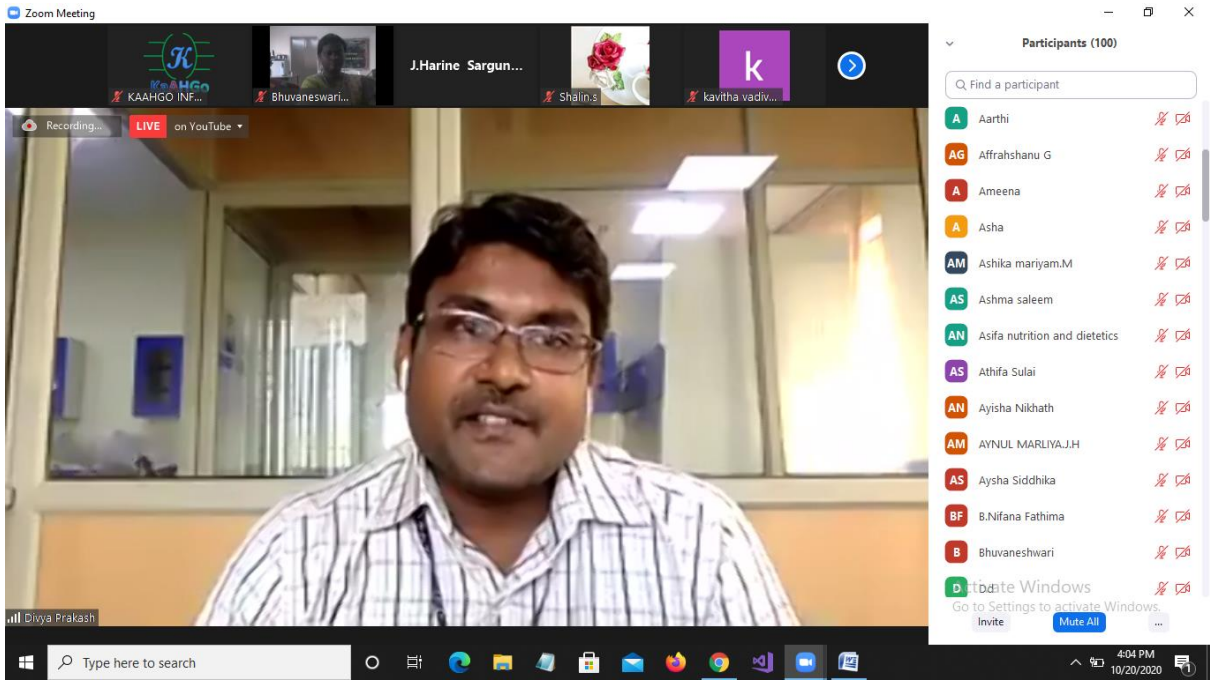 Zoom Meeting
K
KAAHGo
KAAHGO INF...
Bhuvaneswari...
J.Harine Sargun...
Shalin.s
k
kavitha vadiv...
Recording...
LIVE on YouTube
Divya Prakash
Participants (100)
Find a participant
A Aarthi
AG Affrahshanu G
A Ameena
A Asha
AM Ashika mariyam.M
AS Ashma saleem
AN Asifa nutrition and dietetics
AS Athifa Sulai
AN Ayisha Nikhath
AM AYNUL MARLIYA.J.H
AS Aysha Siddhika
BF B.Nifana Fathima
B Bhuvaneshwari
D Dd
Activate Windows
Go to Settings to activate Windows.
Invite Mute All ...
Type here to search
4:04 PM
10/20/2020
1